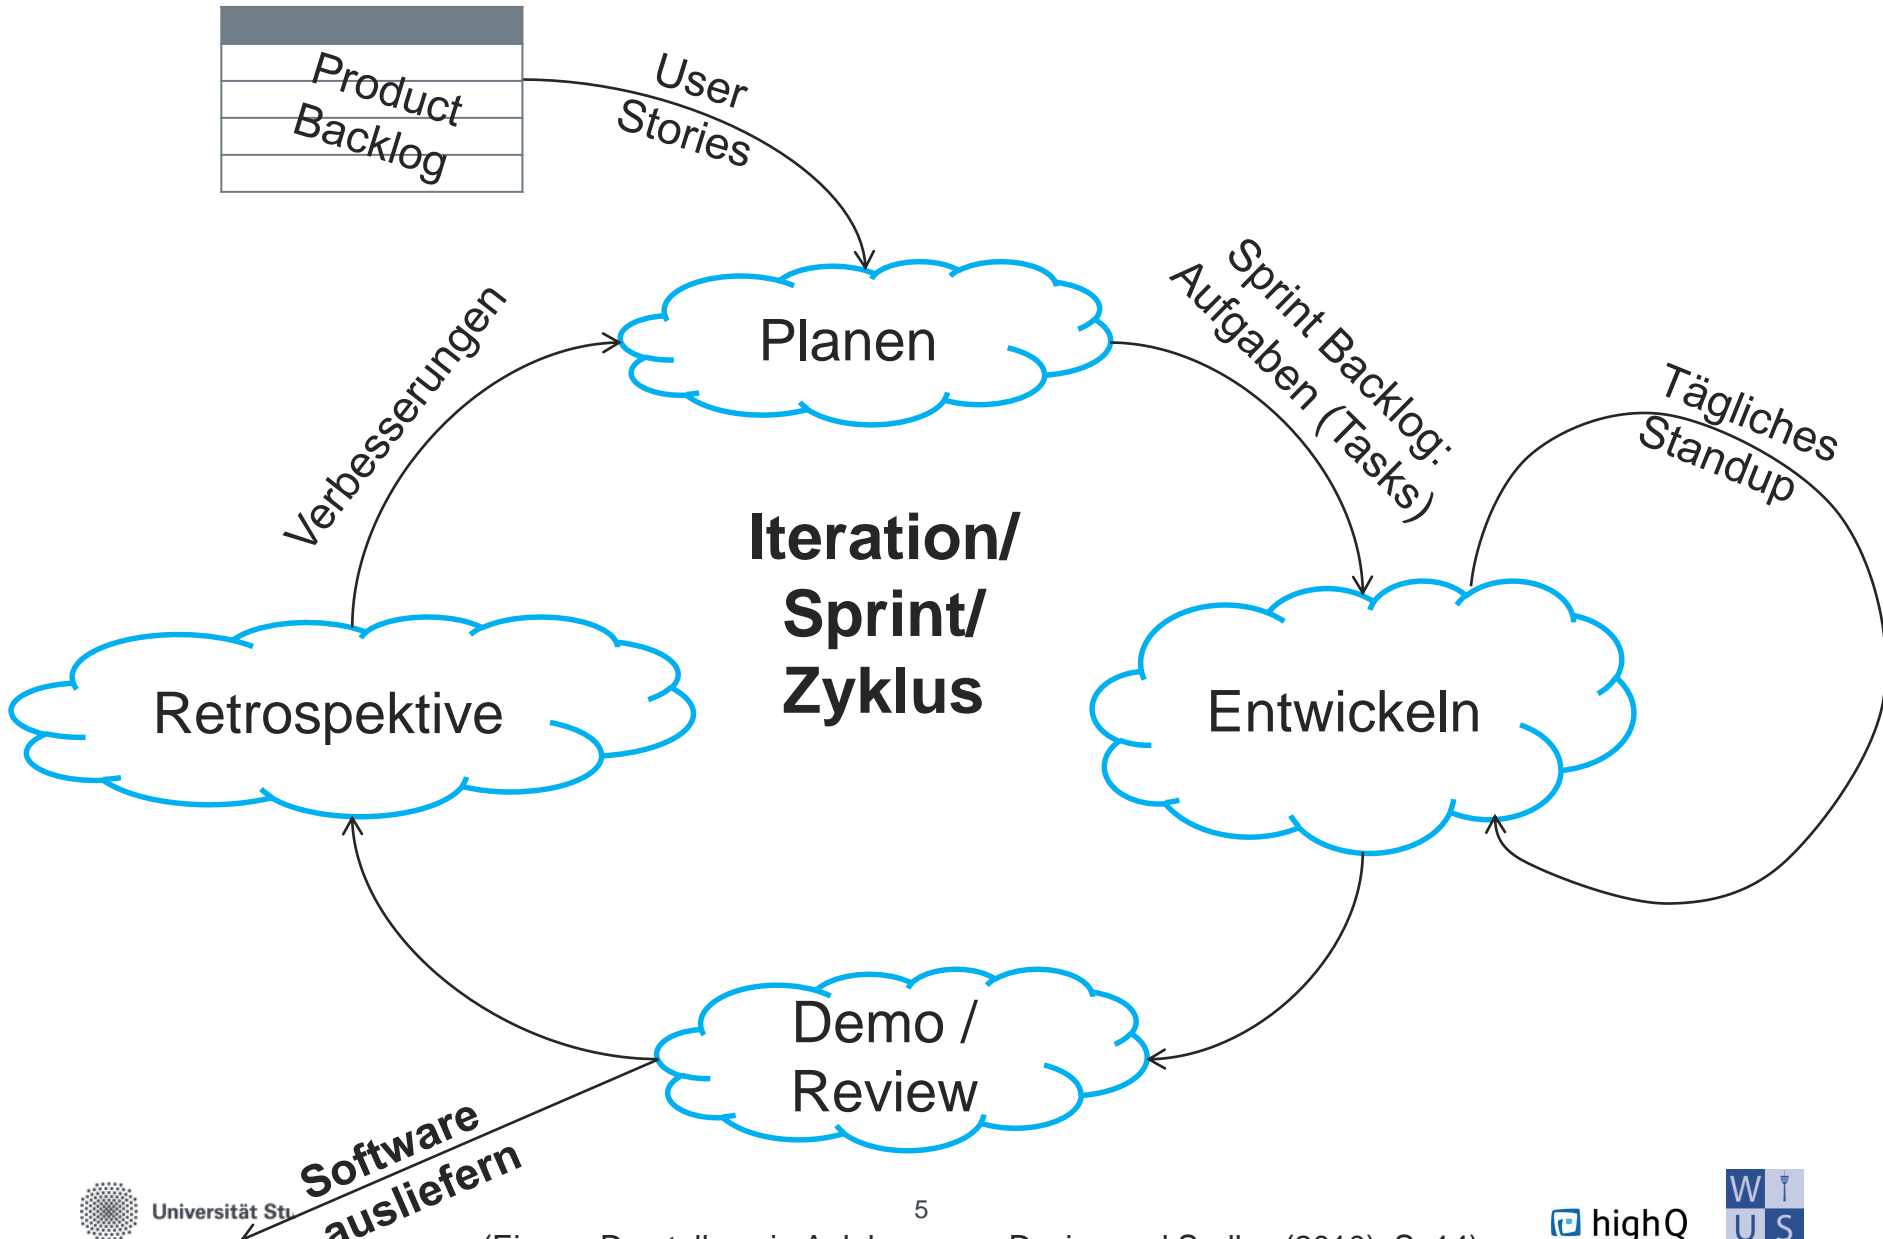 Product
Backlog
User
Stories
Planen
Sprint Backlog:
Aufgaben (Tasks)
Tägliches
Standup
Verbesserungen
Iteration/
Sprint/
Zyklus
Retrospektive
Entwickeln
Demo /
Review
Software
ausliefern
Universität
5
highQ
W I
U S